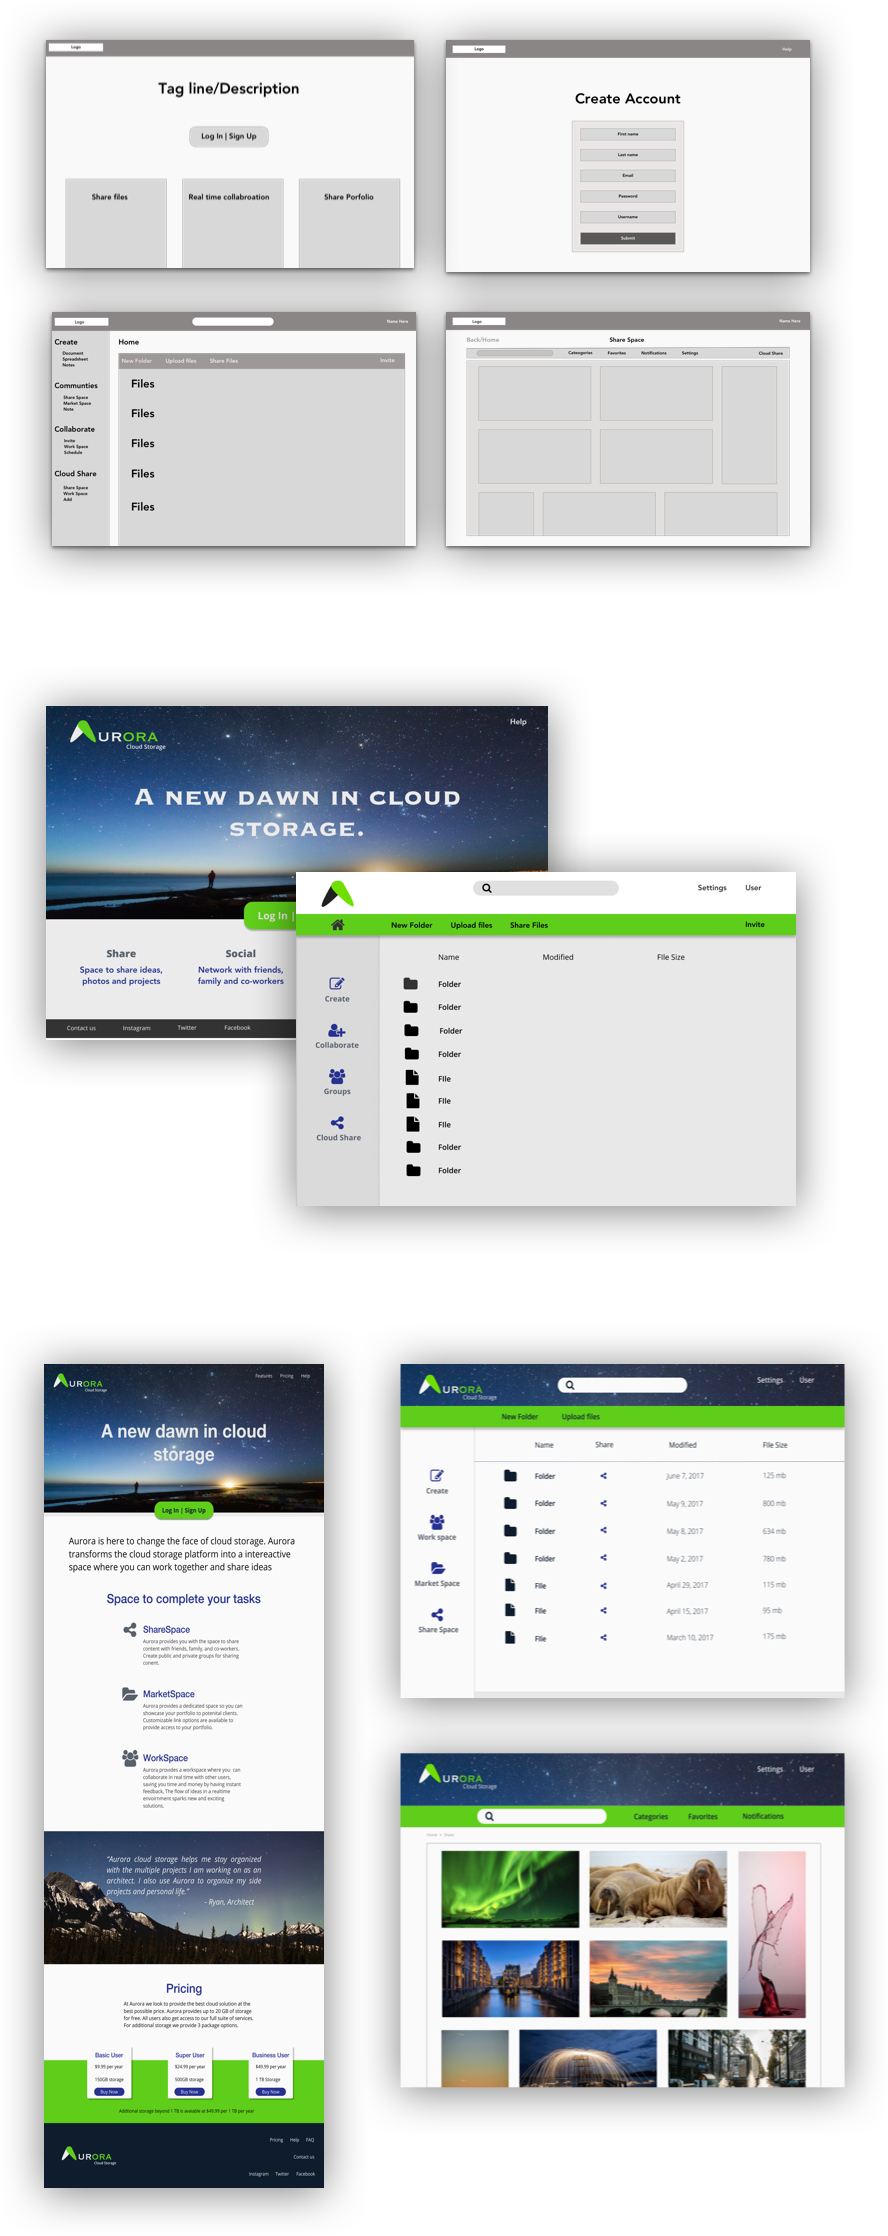 Logo
Tag line/Description
Log In | Sign Up
Share files
Real time collabroation
Share Porfolio
Logo
Help
Create Account
First name
Last name
Email
Password
Username
Submit
Logo
Name Here
Create
Document
Spreadsheet
Notes
Communties
Share Space
Market Space
Note
Collaborate
Invite
Work Space
Schedule
Cloud Share
Share Space
Work Space
Add
Home
New Folder Upload files Share Files Invite
Files
Files
Files
Files
Files
Logo
Name Here
Back/Home
Share Space
Categories Favorites Notifications Settings Cloud Share
AURORA
Cloud Storage
Help
A NEW DAWN IN CLOUD
STORAGE.
Log In |
Share
Space to share ideas,
photos and projects
Social
Network with friends,
family and co-workers
Contact us Instagram Twitter Facebook
Settings User
New Folder Upload files Share Files Invite
Create
Collaborate
Groups
Cloud Share
Name Modified FIle Size
Folder
Folder
Folder
Folder
FIle
FIle
FIle
Folder
Folder
AURORA
Cloud Storage
Features Pricing Help
A new dawn in cloud
storage
Log In | Sign Up
Aurora is here to change the face of cloud storage. Aurora
transforms the cloud storage platform into a intereactive
space where you can work together and share ideas
Space to complete your tasks
ShareSpace
Aurora provides you with the space to share
content with friends, family, and co-workers.
Create public and private groups for sharing
conent.
MarketSpace
Aurora provides a dedicated space so you can
showcase your portfolio to potenital clients.
Customizable link options are available to
provide access to your portfolio.
WorkSpace
Aurora provides a workspace where you can
collaborate in real time with other users,
saving you time and money by having instant
feedback, The flow of ideas in a realtime
envoirnment sparks new and exciting
solutions.
"Aurora cloud storage helps me stay organized
with the multiple projects I am working on as an
architect. I also use Aurora to organize my side
projects and personal life."
- Ryan, Architect
Pricing
At Aurora we look to provide the best cloud solution at the
best possible price. Aurora provides up to 20 GB of storage
for free. All users also get access to our full suite of services.
For additional storage we provide 3 package options.
Basic User
$9.99 per year
150GB storage
Buy Now
Super User
$24.99 per year
500GB storage
Buy Now
Business User
$49.99 per year
1 TB Storage
Buy Now
Additional storage beyond 1 TB is avaiable at $49.99 per 1 TB per year
AURORA
Cloud Storage
Pricing Help FAQ
Contact us
Instagram Twitter Facebook
AURORA
Cloud Storage
Settings User
New Folder Upload files
Create
Work space
Market Space
Share Space
Name Share Modified FIle Size
Folder June 7, 2017 125 mb
Folder May 9, 2017 800 mb
Folder May 8, 2017 634 mb
Folder May 2, 2017 780 mb
FIle April 29, 2017 115 mb
FIle April 15, 2017 95 mb
FIle March 10, 2017 175 mb
AURORA
Cloud Storage
Settings User
Categories Favorites Notifications
Home > Share